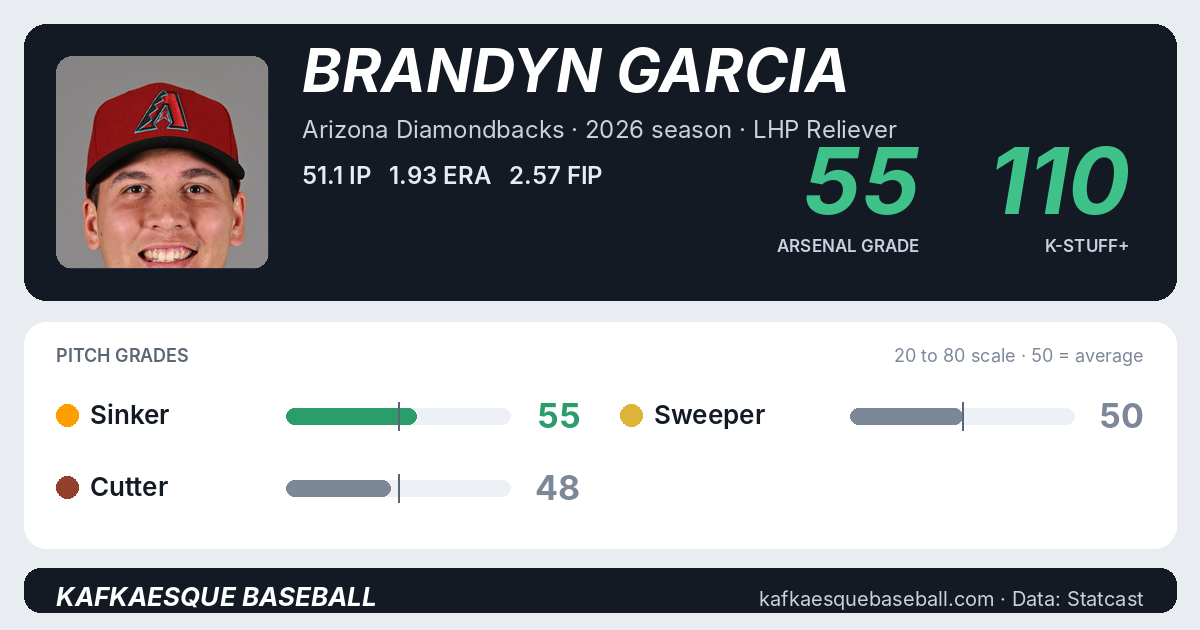 BRANDYN GARCIA
Arizona Diamondbacks · 2026 season · LHP Reliever
51.1 IP 1.93 ERA 2.57 FIP
55 110
ARSENAL GRADE K-STUFF+
PITCH GRADES 20 to 80 scale · 50 = average
Sinker 55 Sweeper 50
Cutter 48
KAFKAESQUE BASEBALL kafkaesquebaseball.com · Data: Statcast